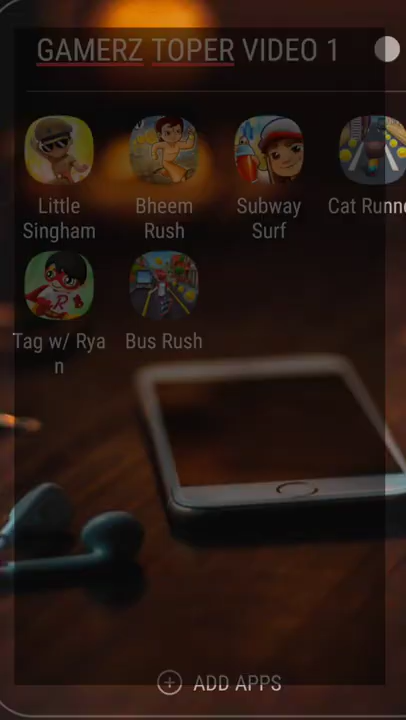 GAMERZ TOPER VIDEO 1
Little
Singham
Bheem
Rush
Subway
Surf
Cat Runne
Tag w/ Rya
n
Bus Rush
ADD APPS